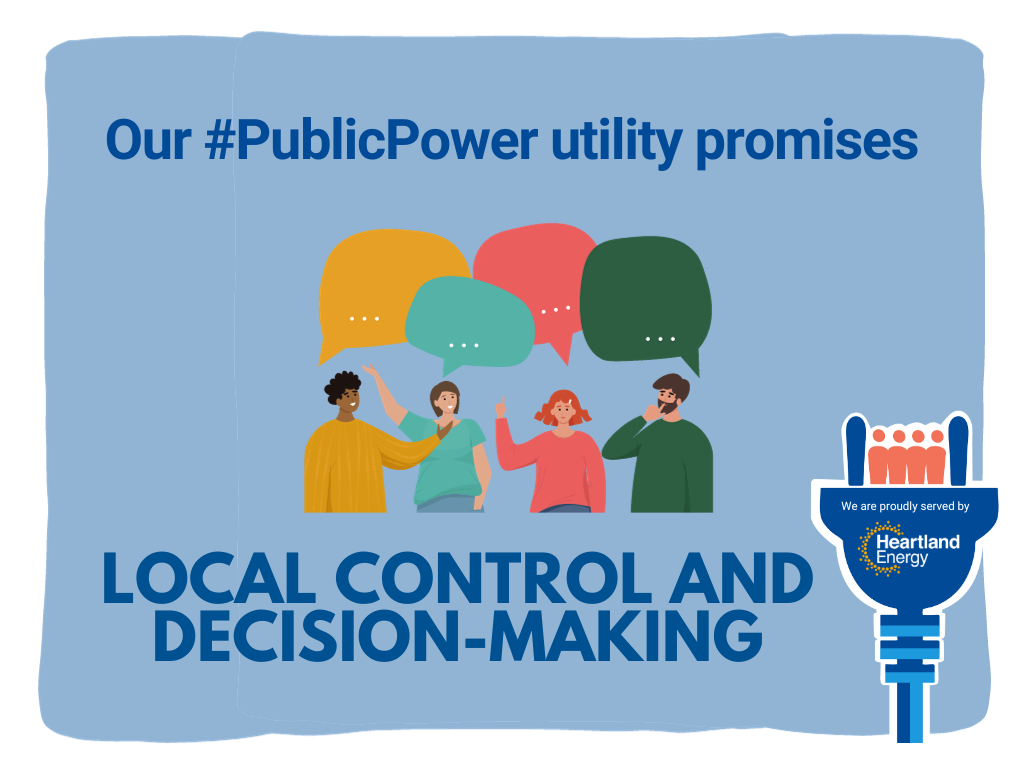 Our #PublicPower utility promises
We are proudly served by
Heartland
Energy
LOCAL CONTROL AND
DECISION-MAKING